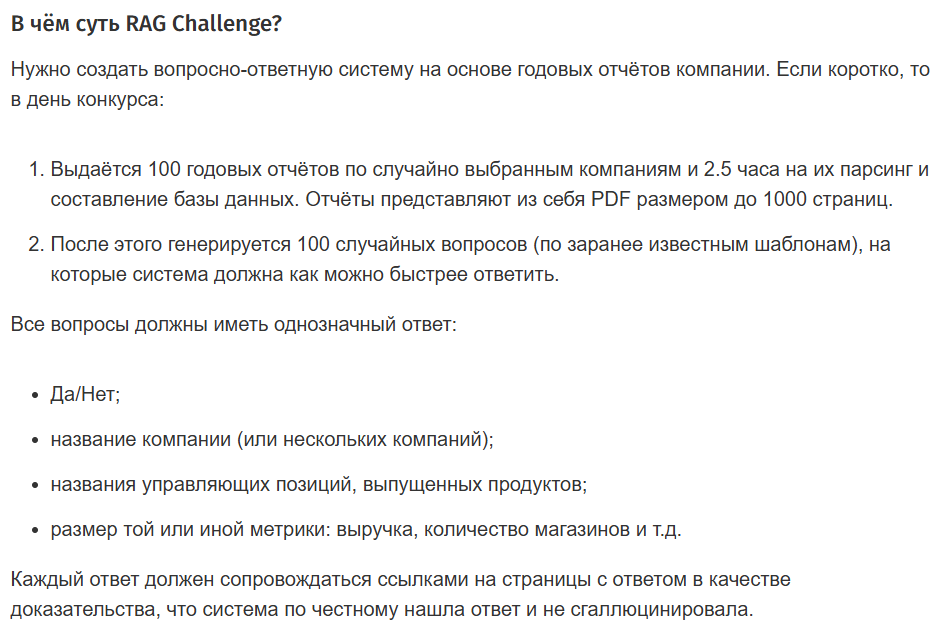 В чём суть RAG Challenge?
Нужно создать вопросно-ответную систему на основе годовых отчётов компании. Если коротко, то
в день конкурса:
1. Выдаётся 100 годовых отчётов по случайно выбранным компаниям и 2.5 часа на их парсинг и
составление базы данных. Отчёты представляют из себя PDF размером до 1000 страниц.
2. После этого генерируется 100 случайных вопросов (по заранее известным шаблонам), на
которые система должна как можно быстрее ответить.
Все вопросы должны иметь однозначный ответ:
• Да/Нет;
• название компании (или нескольких компаний);
• названия управляющих позиций, выпущенных продуктов;
• размер той или иной метрики: выручка, количество магазинов и т.д.
Каждый ответ должен сопровождаться ссылками на страницы с ответом в качестве
доказательства, что система по честному нашла ответ и не сгаллюцинировала.